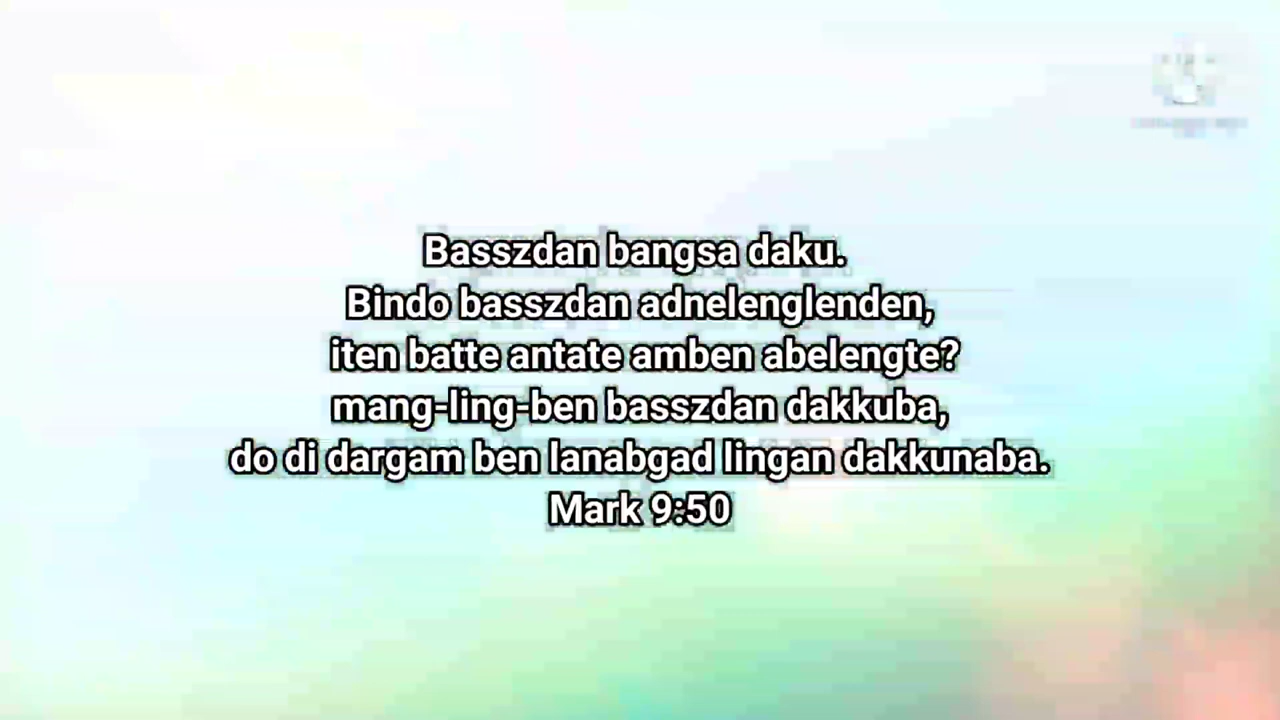 Basszdan bangsa daku.
Bindo basszdan adnelenglenden,
iten batte antate amben abelengte?
mang-ling-ben basszdan dakkuba,
do di dargam ben lanabgad lingan dakkunaba.
Mark 9:50